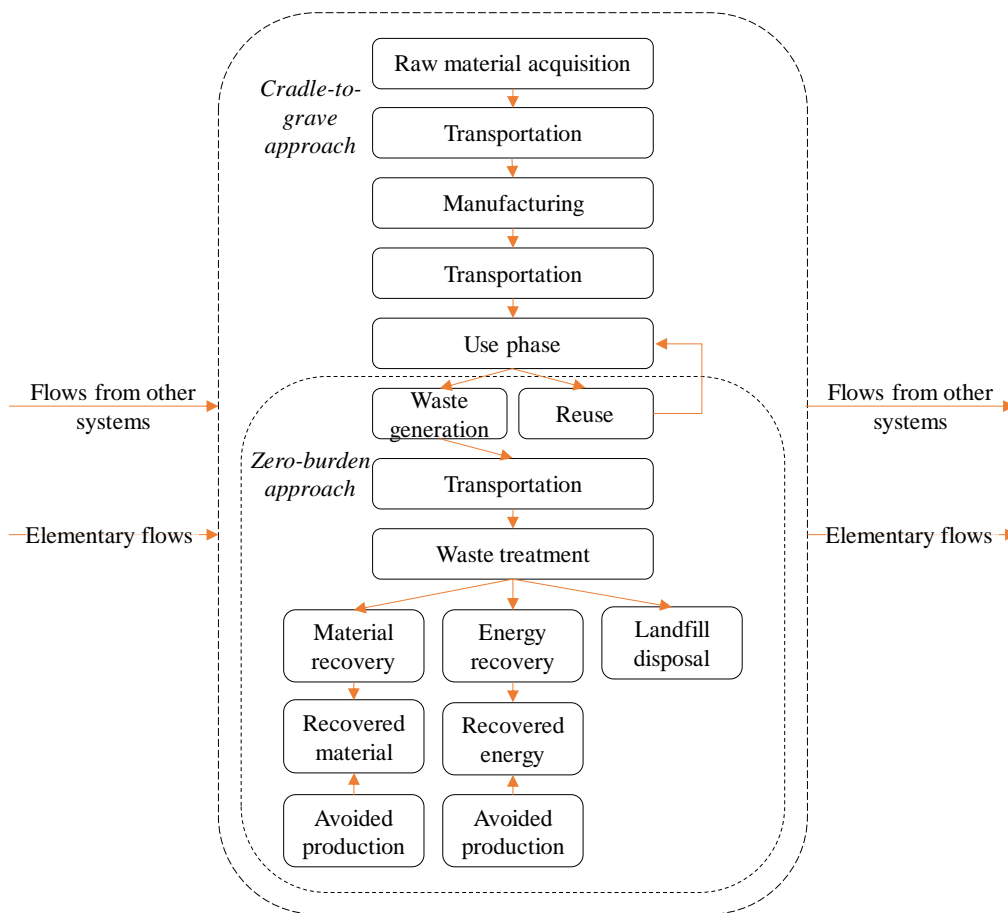 Raw material acquisition
Cradle-to-
grave
approach
Transportation
Manufacturing
Transportation
Use phase
Flows from other
systems
Waste
generation
Reuse
Flows from other
systems
Zero-burden
approach
Transportation
Elementary flows
Waste treatment
Elementary flows
Material
recovery
Energy
recovery
Landfill
disposal
Recovered
material
Recovered
energy
Avoided
production
Avoided
production